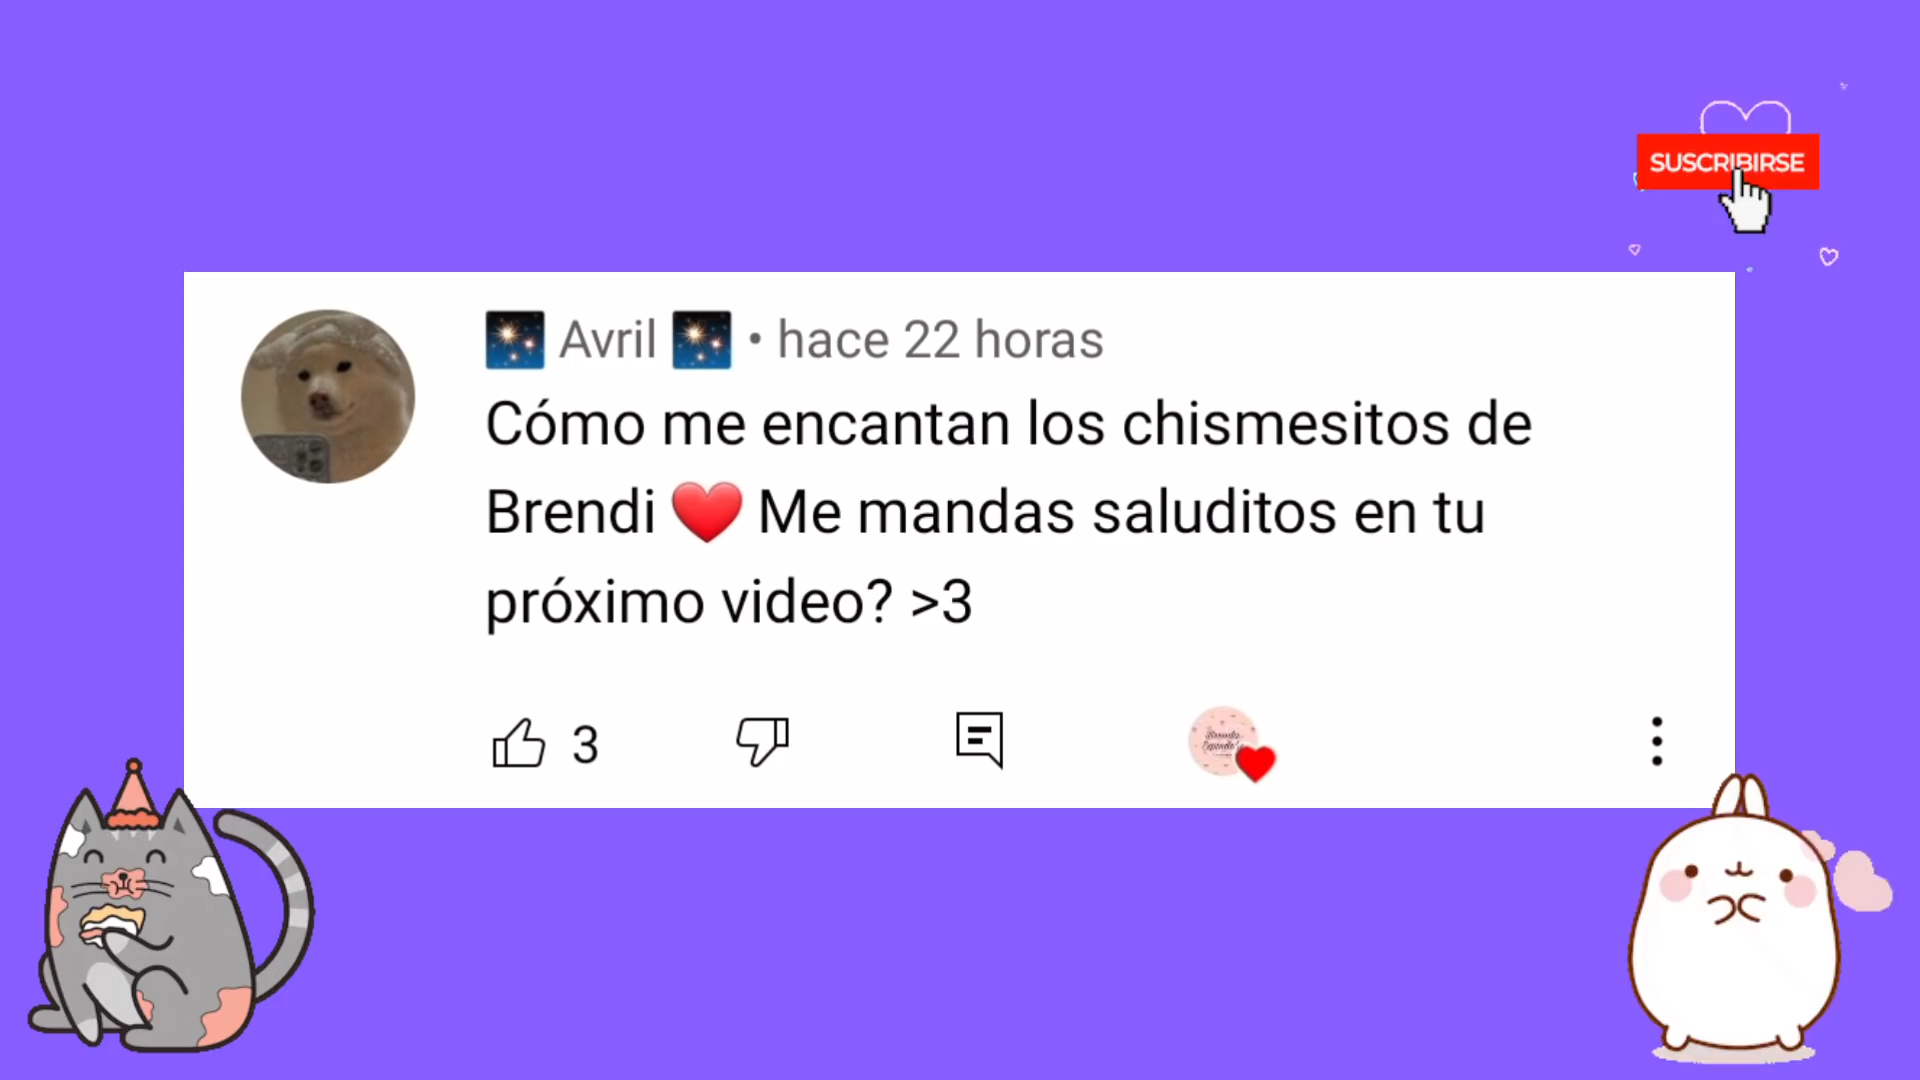 SUSCRIBIRSE
🎇 Avril 🎇 • hace 22 horas
Cómo me encantan los chismesitos de
Brendi ❤️ Me mandas saluditos en tu
próximo video? >3
3